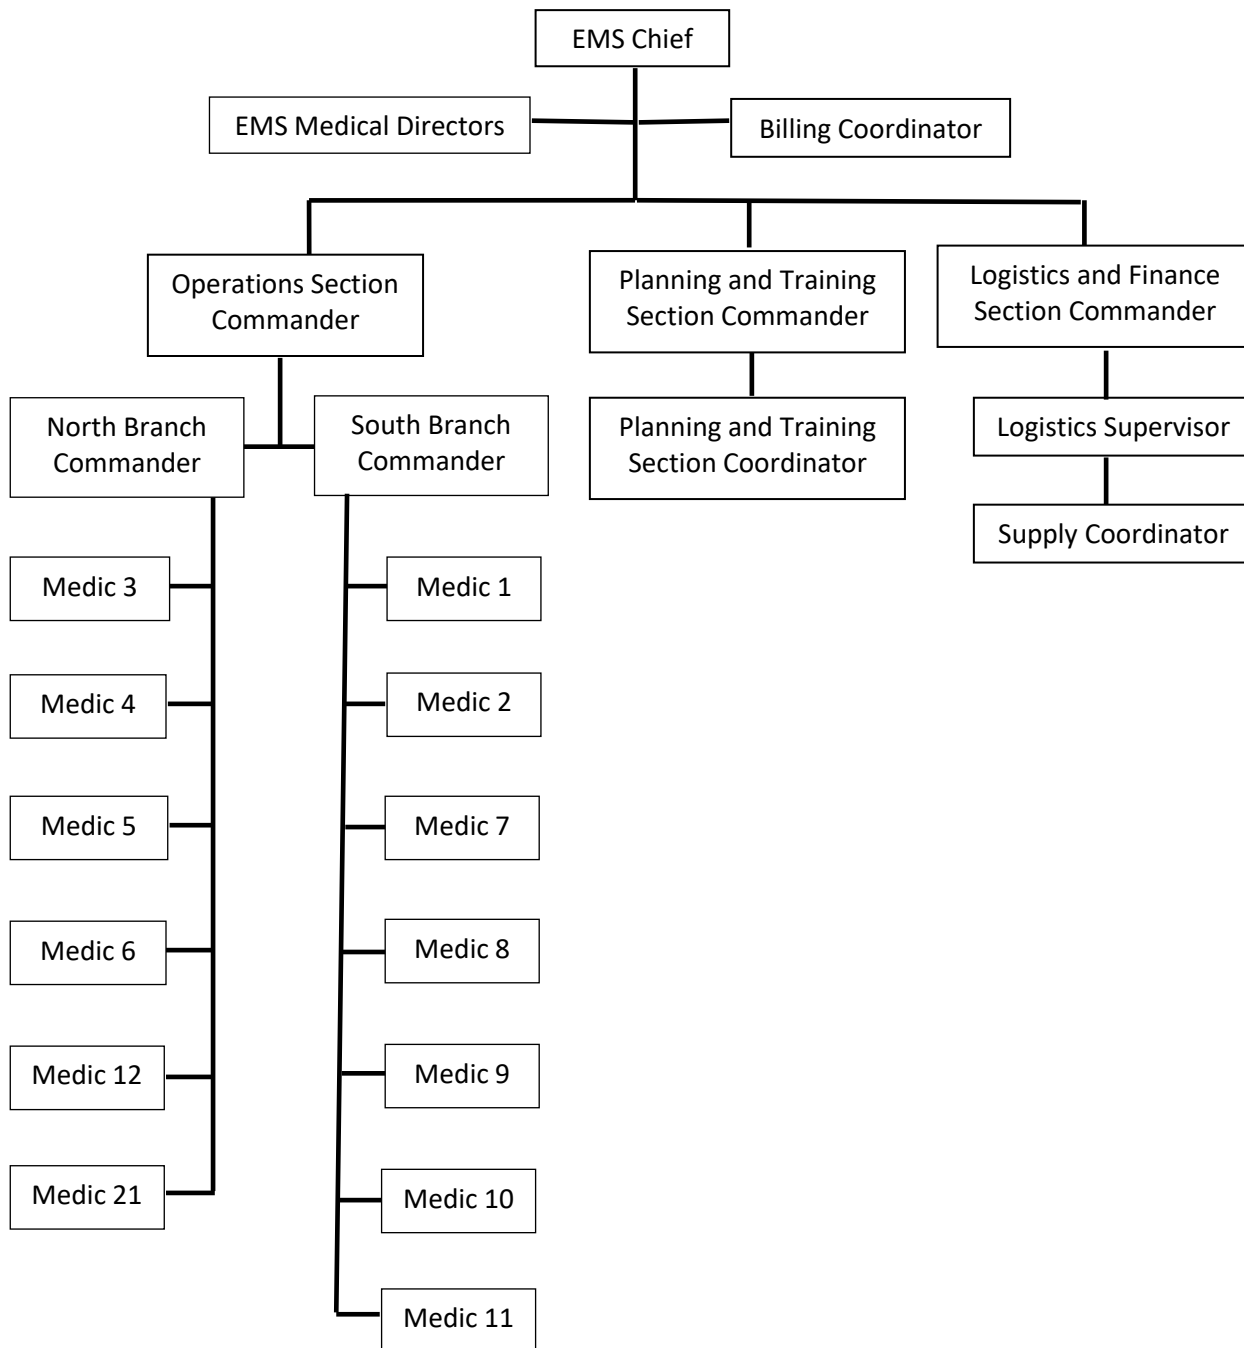 EMS Chief
EMS Medical Directors
Billing Coordinator
Operations Section
Commander
Planning and Training
Section Commander
Logistics and Finance
Section Commander
North Branch
Commander
South Branch
Commander
Planning and Training
Section Coordinator
Logistics Supervisor
Supply Coordinator
Medic 3
Medic 1
Medic 4
Medic 2
Medic 5
Medic 7
Medic 6
Medic 8
Medic 12
Medic 9
Medic 21
Medic 10
Medic 11